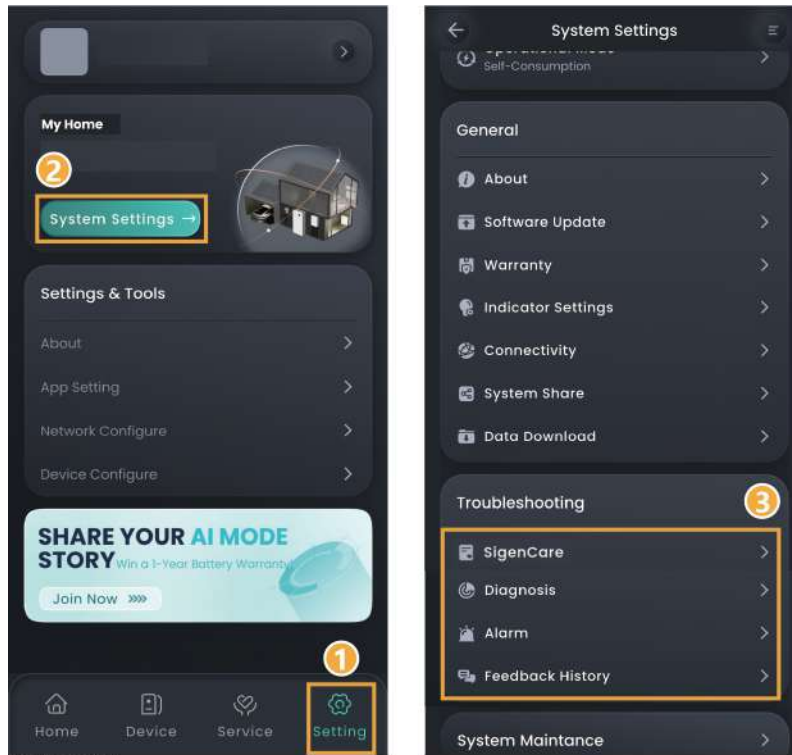 My Home
2
System Settings →
Settings & Tools
About
App Setting
Network Configure
Device Configure
SHARE YOUR AI MODE
STORY Win a 1-Year Battery Warranty!
Join Now »»»
1
Home
Device
Service
Setting
System Settings
Operational Mode
Self-Consumption
General
About
Software Update
Warranty
Indicator Settings
Connectivity
System Share
Data Download
Troubleshooting
3
SigenCare
Diagnosis
Alarm
Feedback History
System Maintance